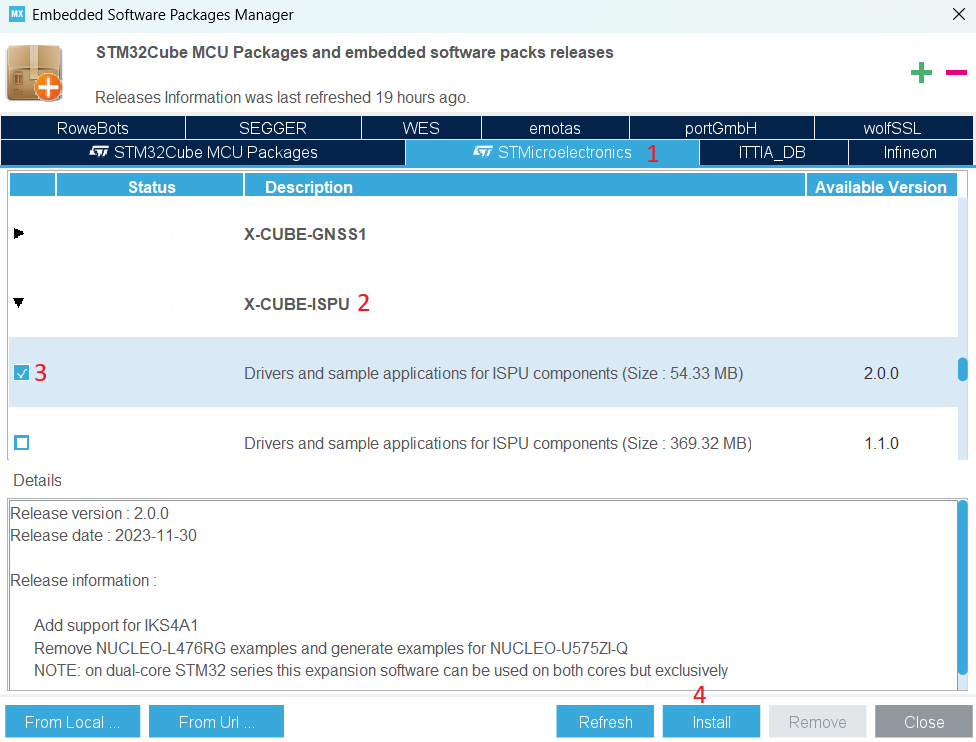 MX Embedded Software Packages Manager
STM32Cube MCU Packages and embedded software packs releases
Releases Information was last refreshed 19 hours ago.
RoweBots SEGGER WES emotas portGmbH wolfSSL
STM32Cube MCU Packages STMicroelectronics 1 ITTIA_DB Infineon
Status Description Available Version
X-CUBE-GNSS1
X-CUBE-ISPU 2
3 Drivers and sample applications for ISPU components (Size : 54.33 MB) 2.0.0
Drivers and sample applications for ISPU components (Size : 369.32 MB) 1.1.0
Details
Release version : 2.0.0
Release date : 2023-11-30
Release information :
Add support for IKS4A1
Remove NUCLEO-L476RG examples and generate examples for NUCLEO-U575ZI-Q
NOTE: on dual-core STM32 series this expansion software can be used on both cores but exclusively
4
From Local ... From Url ... Refresh Install Remove Close